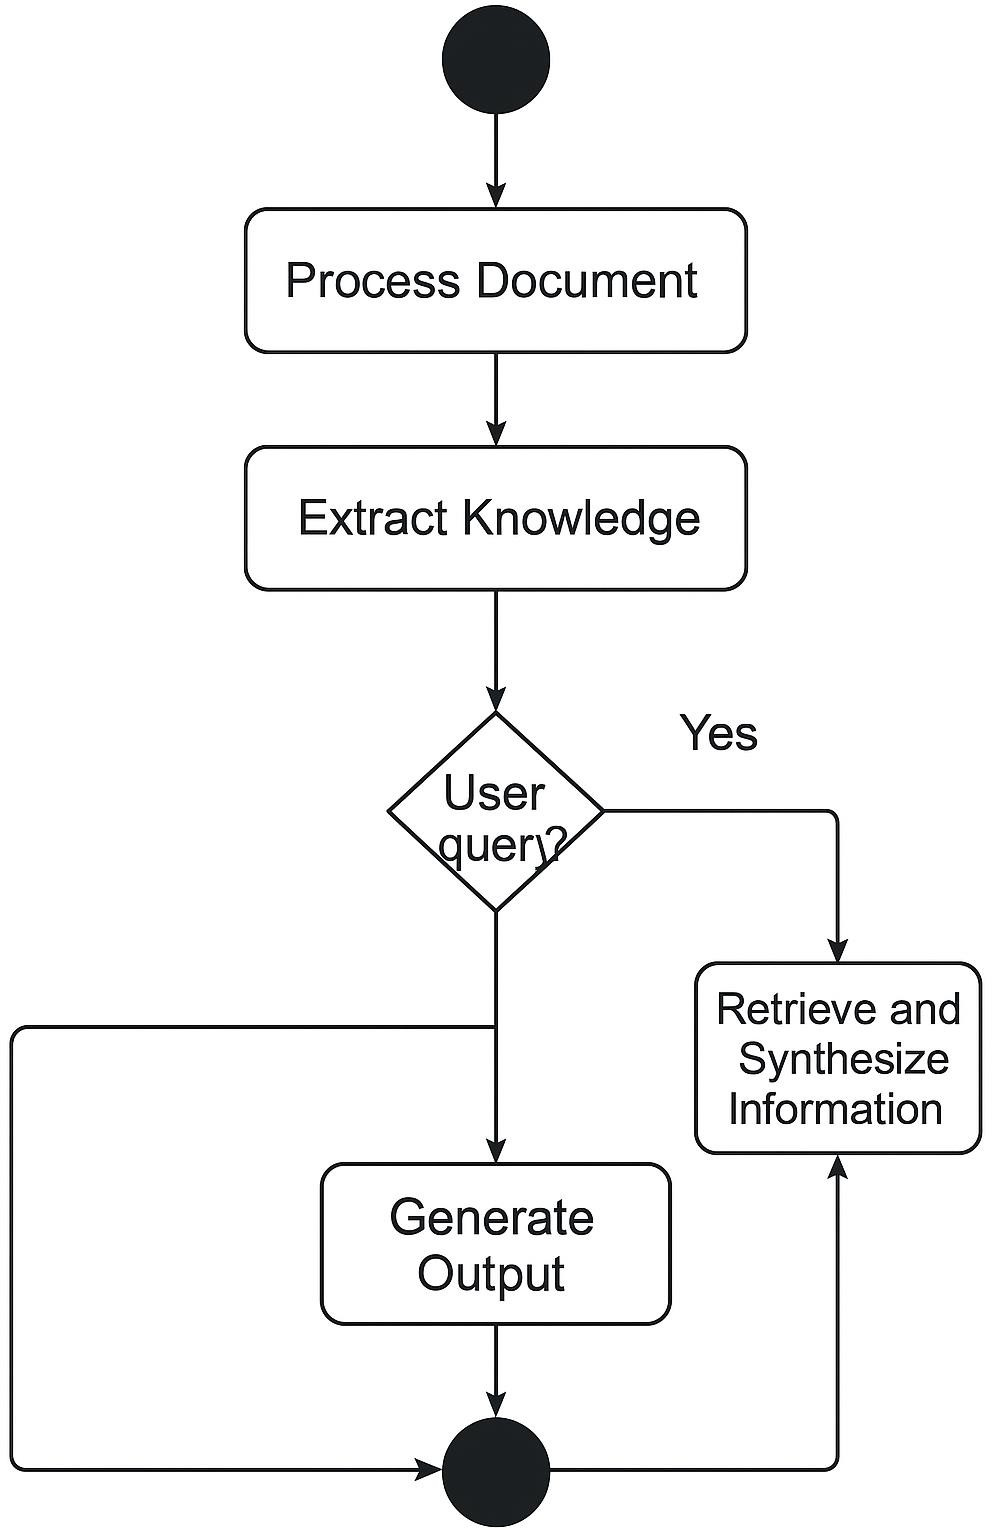 Process Document
Extract Knowledge
Yes
User
query?
Retrieve and
Synthesize
Information
Generate
Output